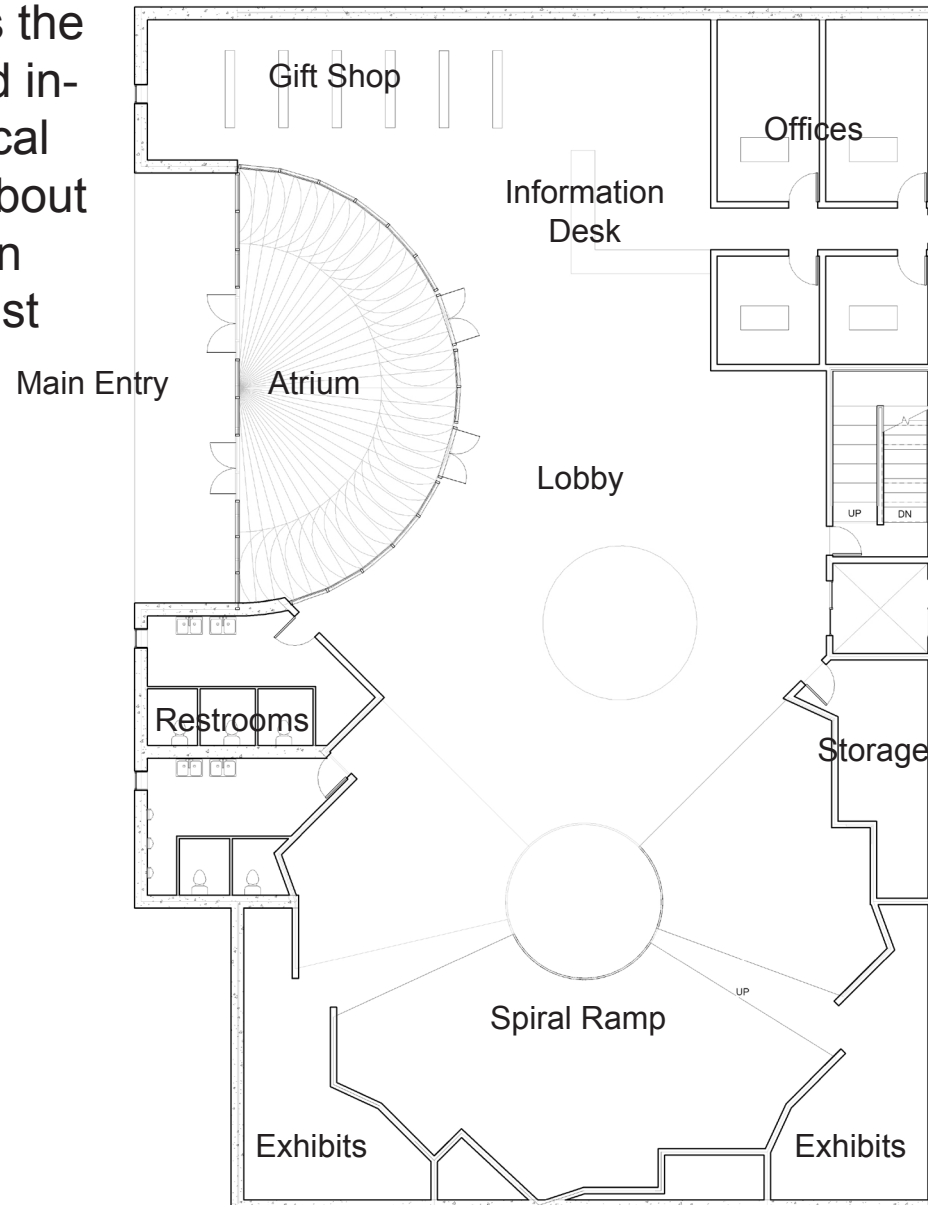 s the
d in-
cal
bout
n
st
Gift Shop
Offices
Information
Desk
Main Entry
Atrium
Lobby
UP
DN
Restrooms
Storage
UP
Spiral Ramp
Exhibits
Exhibits